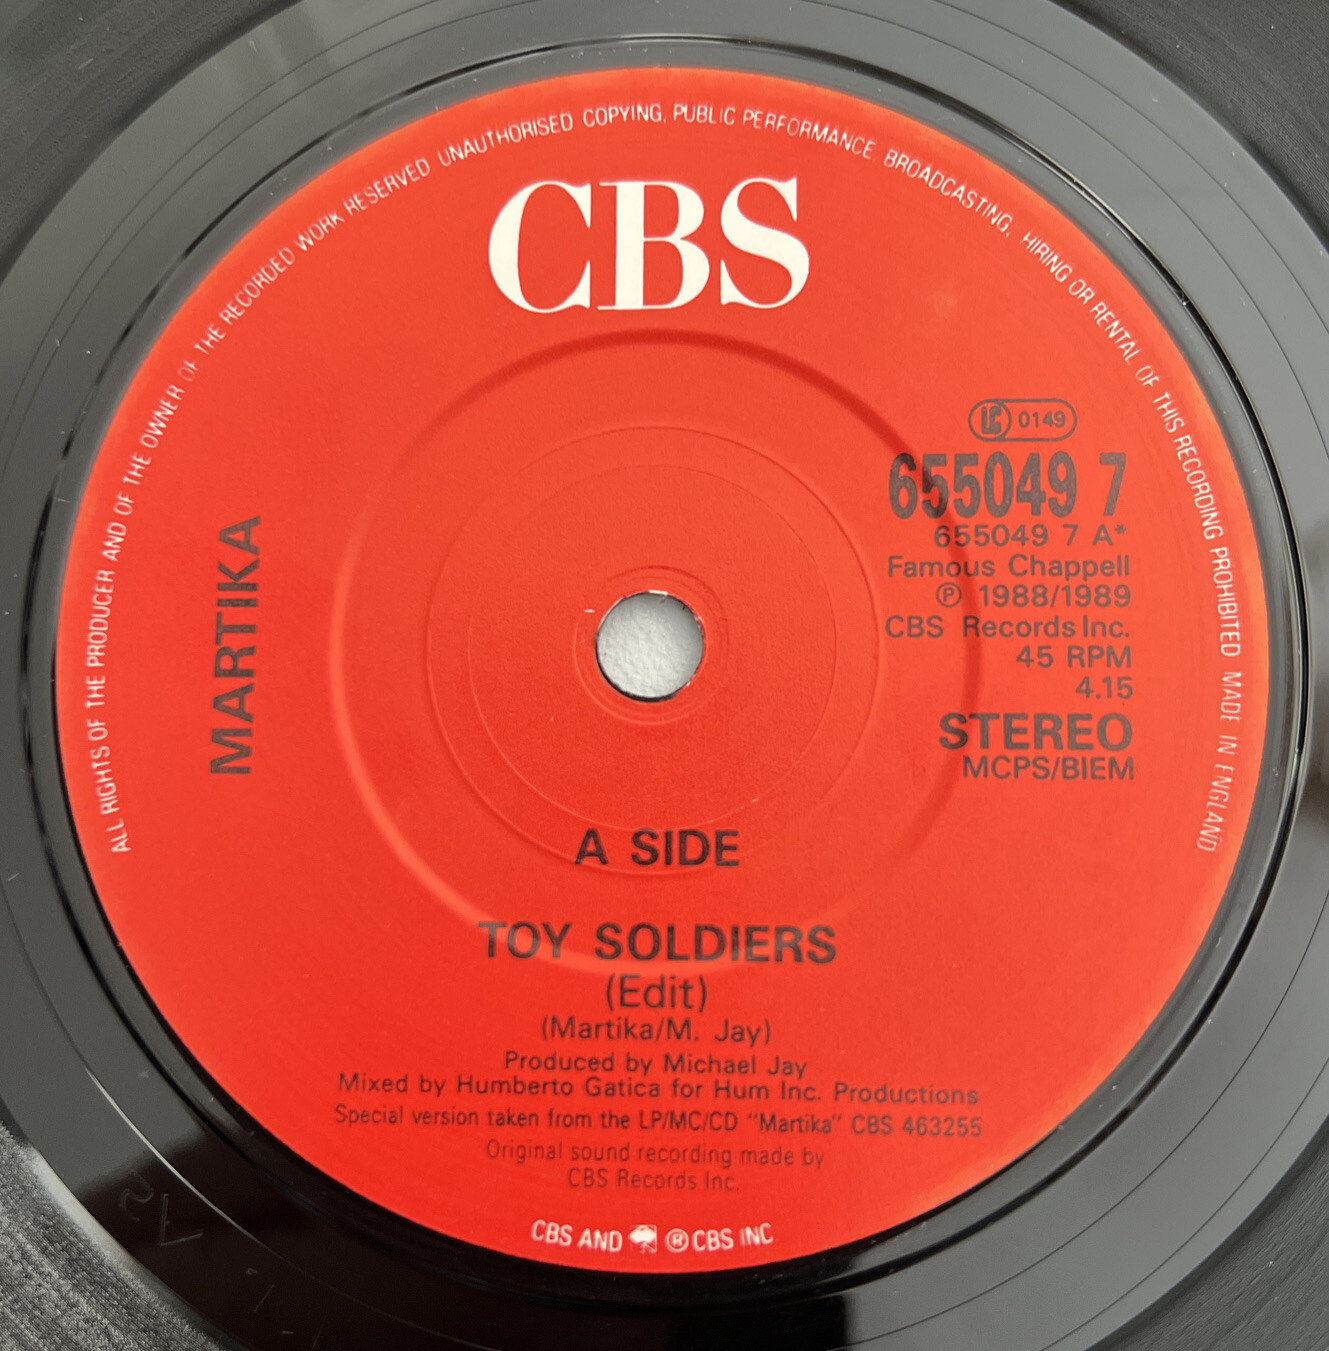 ALL RIGHTS OF THE PRODUCER AND OF THE OWNER OF THE RECORDED WORK RESERVED UNAUTHORISED COPYING, PUBLIC PERFORMANCE, BROADCASTING, HIRING OR RENTAL OF THIS RECORDING PROHIBITED MADE IN ENGLAND
CBS
MARTIKA
LC 0149
655049 7
655049 7 A*
Famous Chappell
℗ 1988/1989
CBS Records Inc.
45 RPM
4.15
STEREO
MCPS/BIEM
A SIDE
TOY SOLDIERS
(Edit)
(Martika/M. Jay)
Produced by Michael Jay
Mixed by Humberto Gatica for Hum Inc. Productions
Special version taken from the LP/MC/CD "Martika" CBS 463255
Original sound recording made by
CBS Records Inc.
CBS AND ® CBS INC